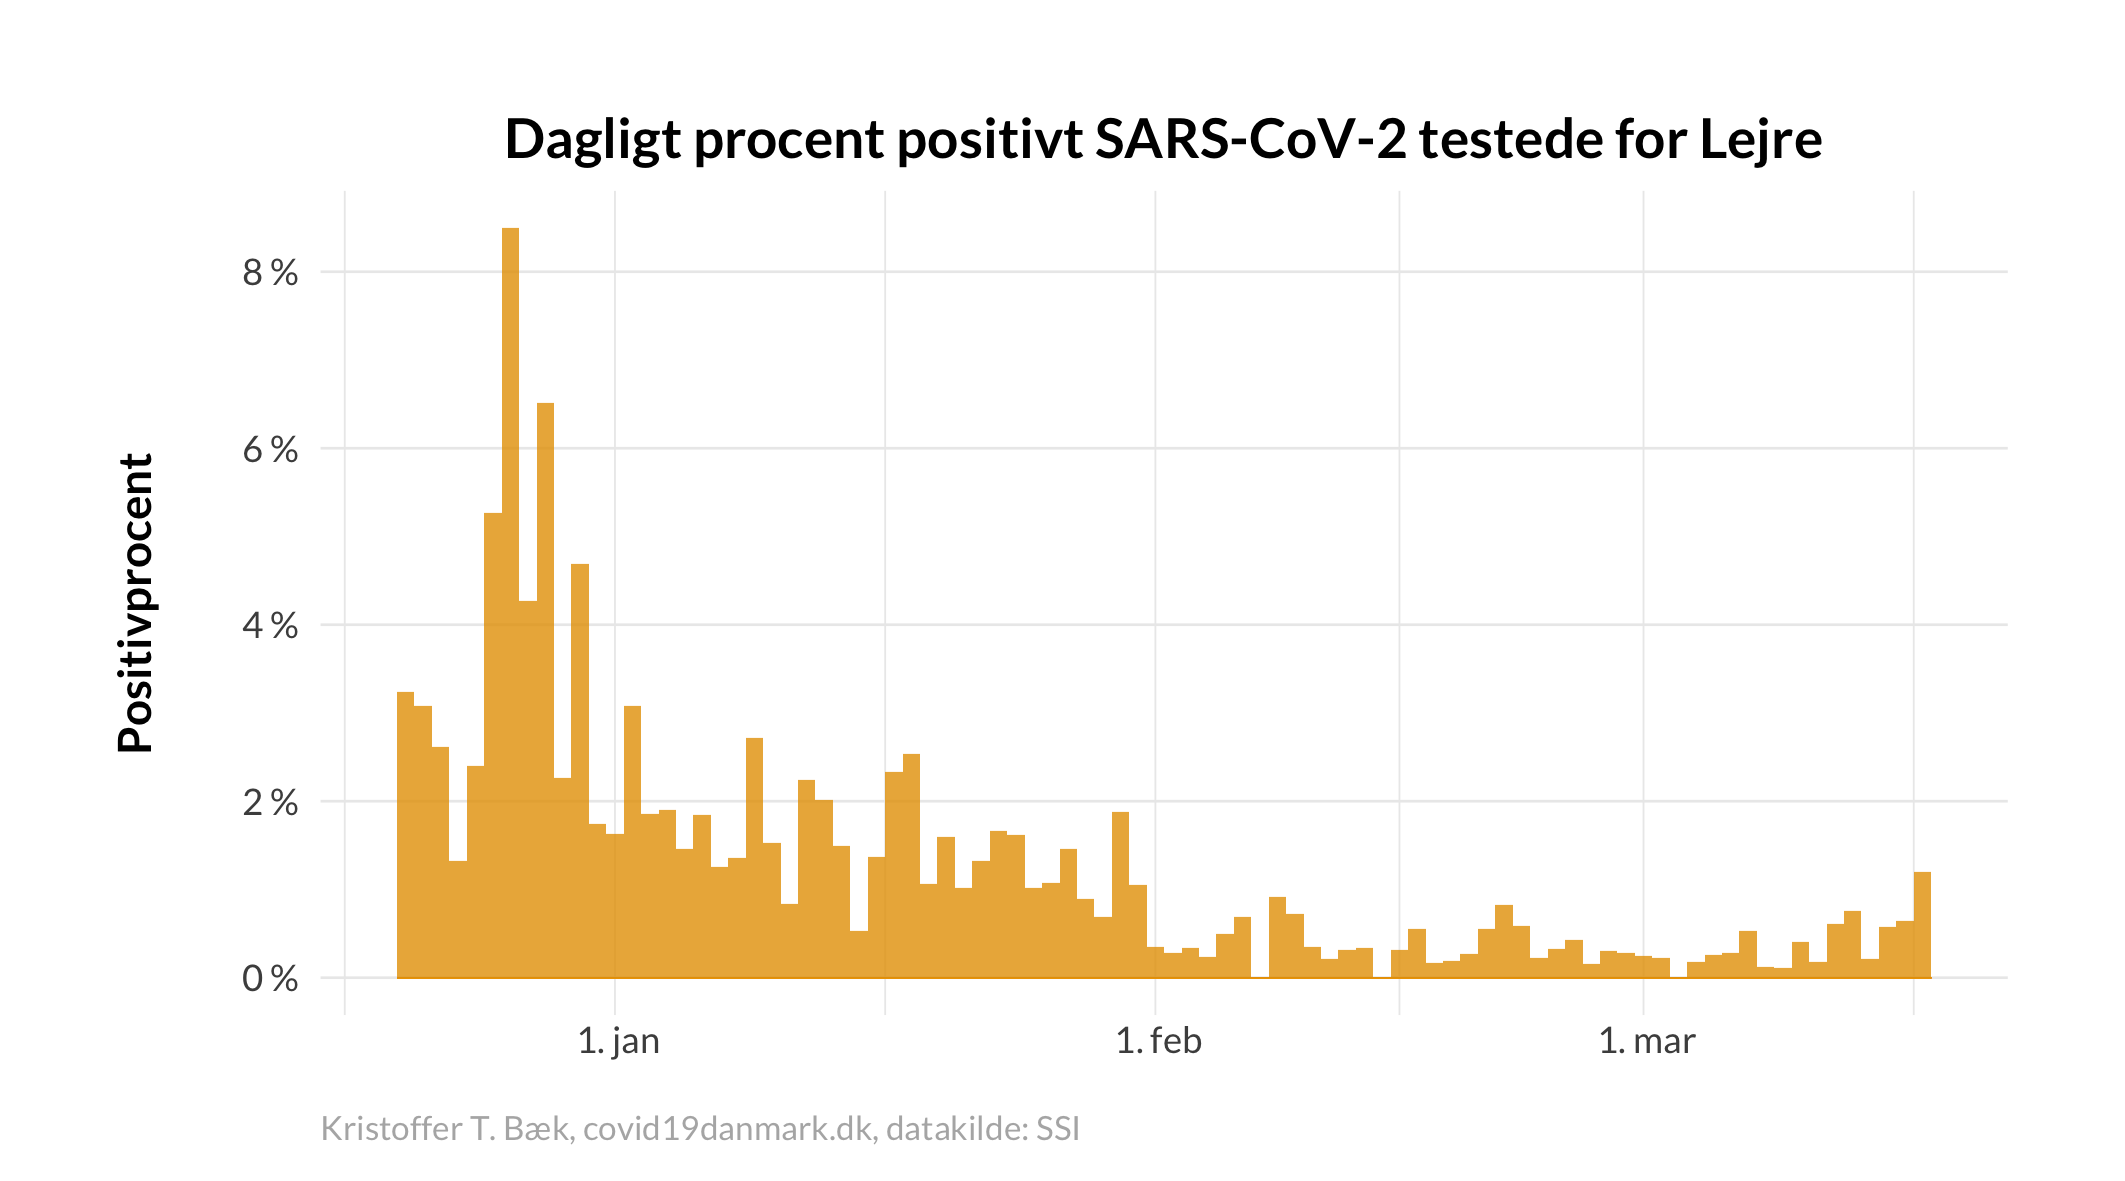 Dagligt procent positivt SARS-CoV-2 testede for Lejre
Positivprocent
8 %
6 %
4 %
2 %
0 %
1. jan
1. feb
1. mar
Kristoffer T. Bæk, covid19danmark.dk, datakilde: SSI